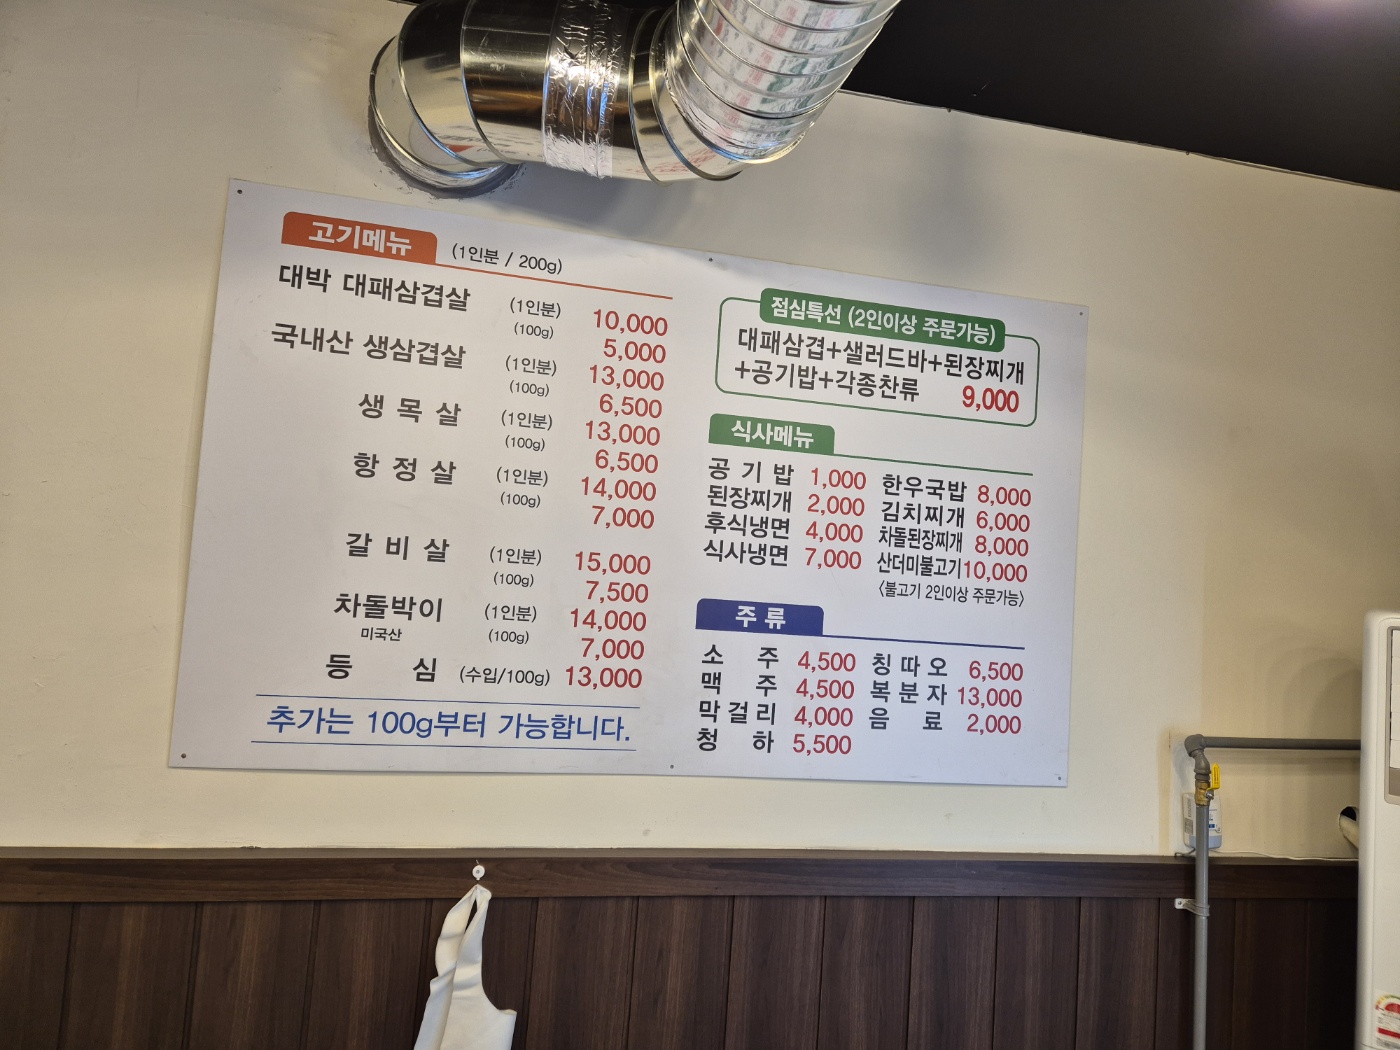 고기메뉴 (1인분 / 200g)
대박 대패삼겹살 (1인분) 10,000
(100g) 5,000
국내산 생삼겹살 (1인분) 13,000
(100g) 6,500
생 목 살 (1인분) 13,000
(100g) 6,500
항 정 살 (1인분) 14,000
(100g) 7,000
갈 비 살 (1인분) 15,000
(100g) 7,500
차돌박이 (1인분) 14,000
미국산 (100g) 7,000
등 심 (수입/100g) 13,000
추가는 100g부터 가능합니다.
점심특선 (2인이상 주문가능)
대패삼겹+샐러드바+된장찌개
+공기밥+각종찬류 9,000
식사메뉴
공 기 밥 1,000 한우국밥 8,000
된장찌개 2,000 김치찌개 6,000
후식냉면 4,000 차돌된장찌개 8,000
식사냉면 7,000 산더미불고기 10,000
〈불고기 2인이상 주문가능〉
주 류
소 주 4,500 칭 따 오 6,500
맥 주 4,500 복 분 자 13,000
막 걸 리 4,000 음 료 2,000
청 하 5,500